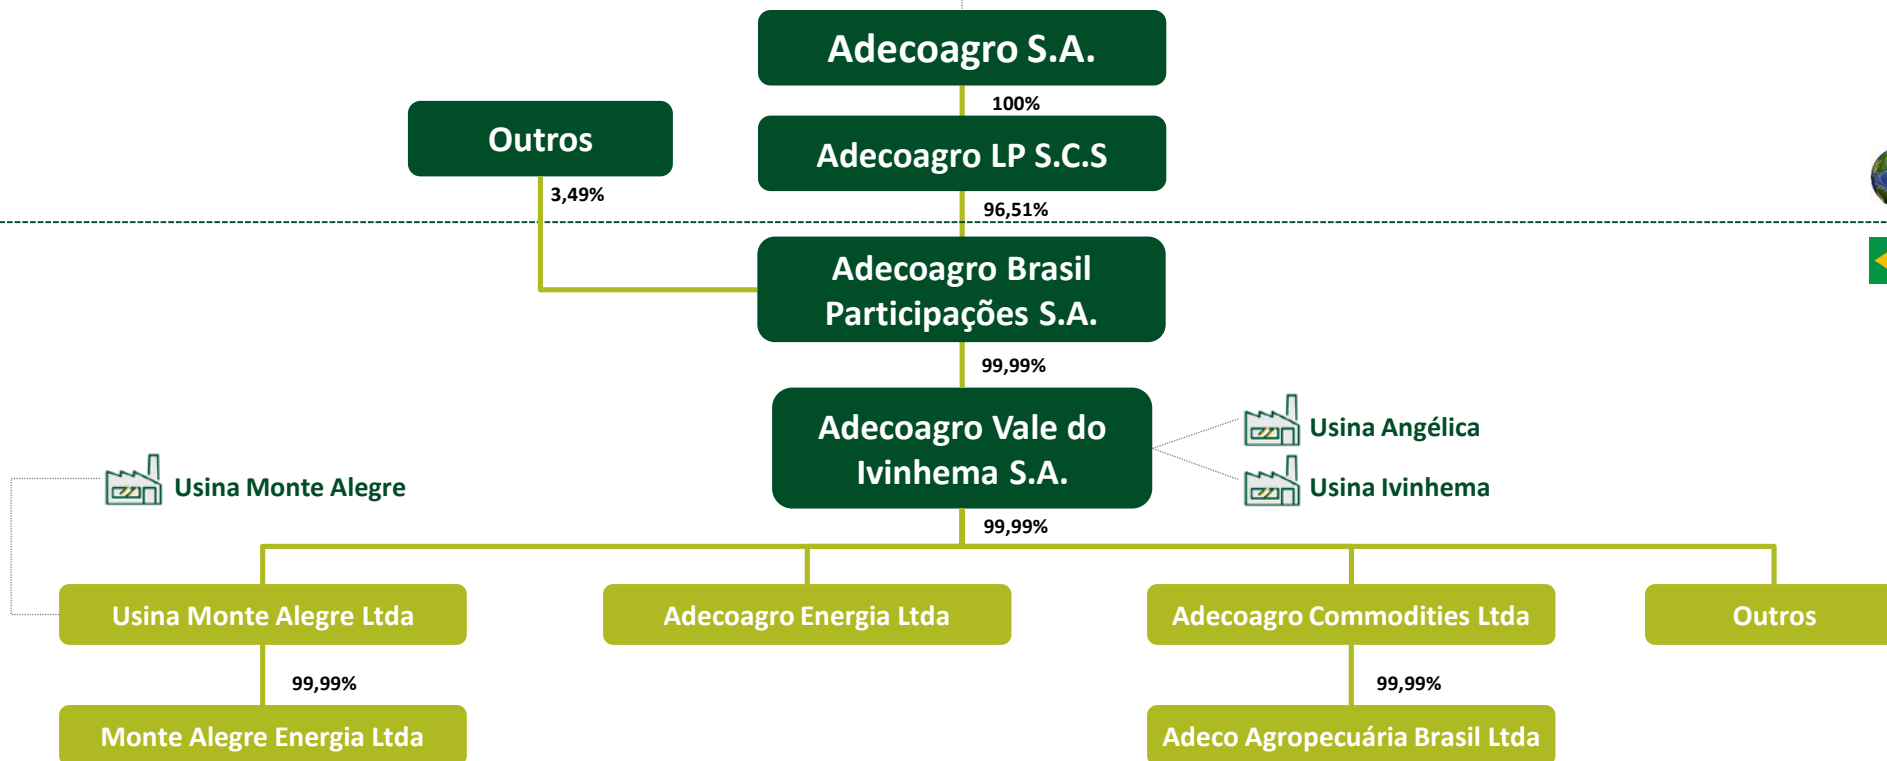 Adecoagro S.A.
100%
Outros
Adecoagro LP S.C.S
3,49%
96,51%
Adecoagro Brasil
Participações S.A.
99,99%
Adecoagro Vale do
Ivinhema S.A.
Usina Angélica
Usina Monte Alegre
Usina Ivinhema
99,99%
Usina Monte Alegre Ltda
Adecoagro Energia Ltda
Adecoagro Commodities Ltda
Outros
99,99%
99,99%
Monte Alegre Energia Ltda
Adeco Agropecuária Brasil Ltda